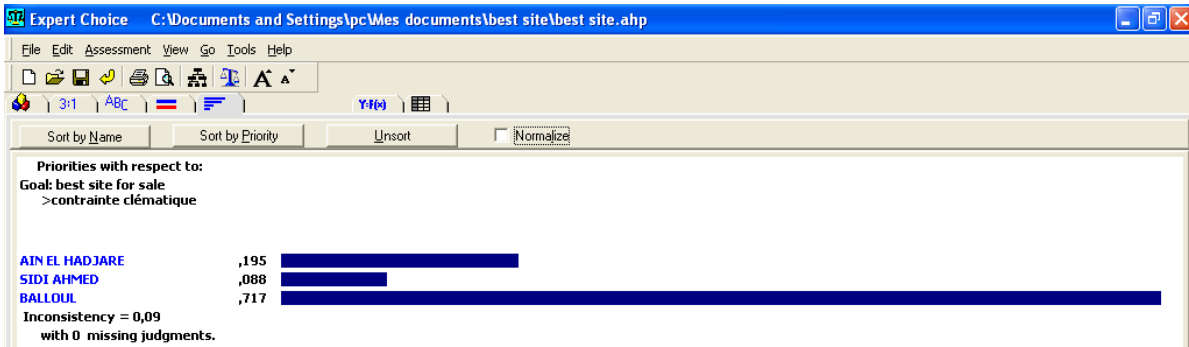 Expert Choice C:\Documents and Settings\pc\Mes documents\best site\best site.ahp
File Edit Assessment View Go Tools Help
A A
3:1 ABC Y=f(x)
Sort by Name Sort by Priority Unsort Normalize
Priorities with respect to:
Goal: best site for sale
>contrainte clématique
AIN EL HADJARE ,195
SIDI AHMED ,088
BALLOUL ,717
Inconsistency = 0,09
with 0 missing judgments.